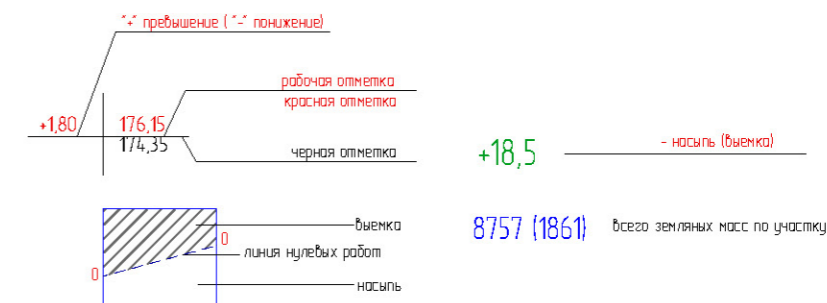 "+" превышение ( "-" понижение)
рабочая отметка
красная отметка
+1,80 176,15
174,35
черная отметка
+18,5 - насыпь (выемка)
выемка
8757 (1861) всего земляных масс по участку
0
линия нулевых работ
0
насыпь